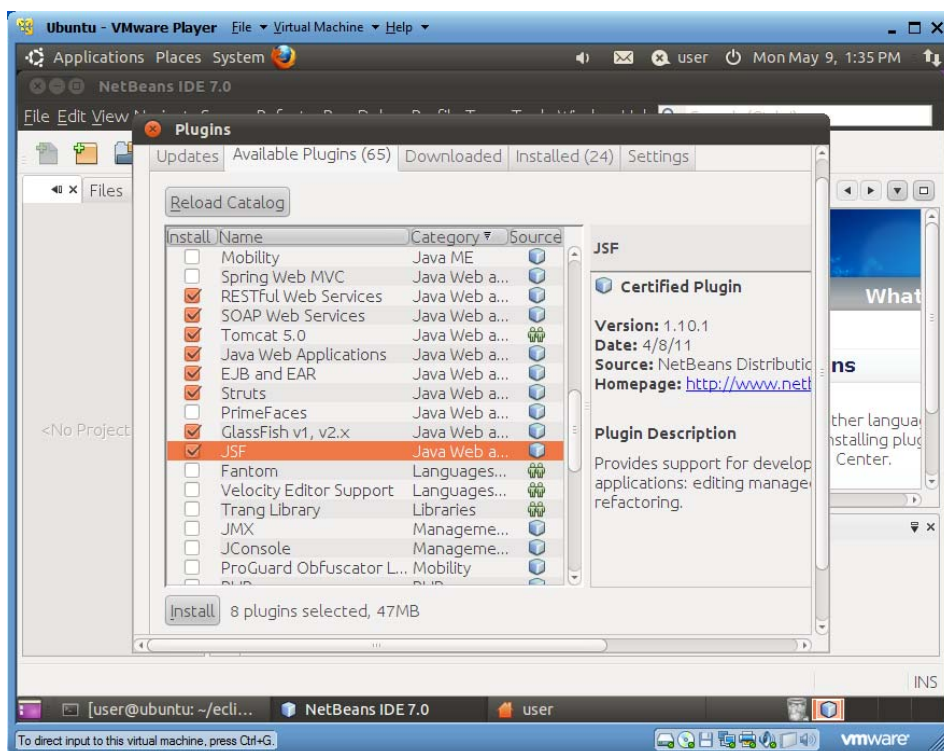 Ubuntu - VMware Player File Virtual Machine Help
Applications Places System user Mon May 9, 1:35 PM
NetBeans IDE 7.0
File Edit View
Plugins
Updates Available Plugins (65) Downloaded Installed (24) Settings
Files
Reload Catalog
Install Name Category Source
Mobility Java ME
Spring Web MVC Java Web a...
RESTful Web Services Java Web a...
SOAP Web Services Java Web a...
Tomcat 5.0 Java Web a...
Java Web Applications Java Web a...
EJB and EAR Java Web a...
Struts Java Web a...
PrimeFaces Java Web a...
GlassFish v1, v2.x Java Web a...
JSF Java Web a...
Fantom Languages...
Velocity Editor Support Languages...
Trang Library Libraries
JMX Manageme...
JConsole Manageme...
ProGuard Obfuscator L... Mobility
JSF
Certified Plugin
Version: 1.10.1
Date: 4/8/11
Source: NetBeans Distributic
Homepage: http://www.netl
Plugin Description
Provides support for develop
applications: editing managed
refactoring.
What
ns
ther langua
nstalling plug
Center.
<No Project
Install 8 plugins selected, 47MB
INS
[user@ubuntu: ~/ecli... NetBeans IDE 7.0 user
To direct input to this virtual machine, press Ctrl+G.
vmware